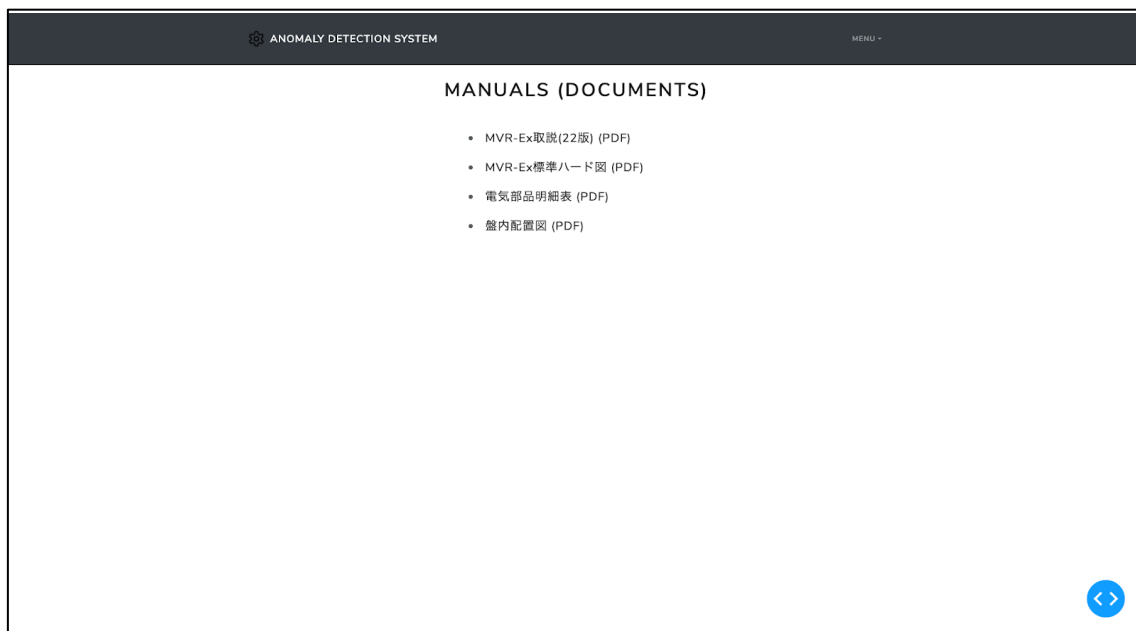 ANOMALY DETECTION SYSTEM
MENU
MANUALS (DOCUMENTS)
MVR-Ex取説(22版) (PDF)
MVR-Ex標準ハード図 (PDF)
電気部品明細表 (PDF)
盤内配置図 (PDF)